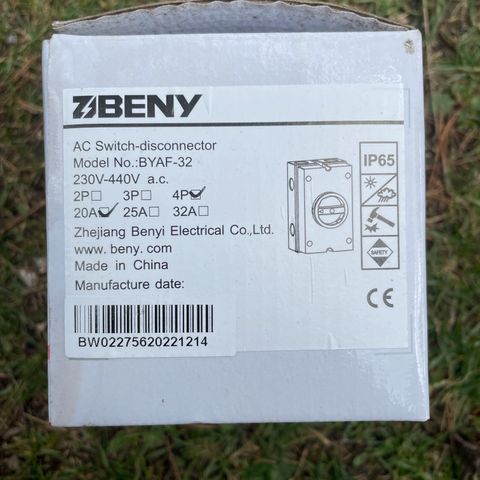 ZJBENY
AC Switch-disconnector
Model No.:BYAF-32
230V-440V a.c.
2P☐ 3P☐ 4P☑
20A☑ 25A☐ 32A☐
Zhejiang Benyi Electrical Co.,Ltd.
www. beny. com
Made in China
Manufacture date:
BW02275620221214
IP65
SAFETY
CE